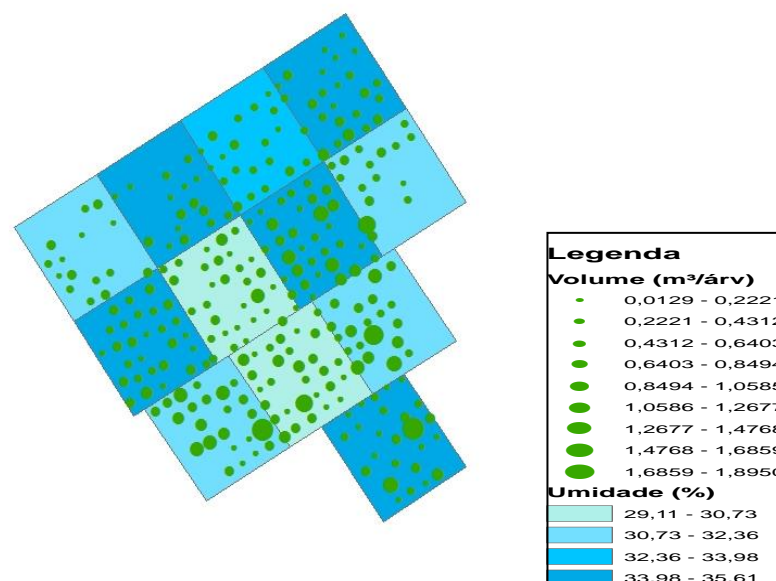 Legenda
Volume (m³/árv)
0,0129 - 0,2221
0,2221 - 0,4312
0,4312 - 0,6403
0,6403 - 0,8494
0,8494 - 1,0585
1,0586 - 1,2677
1,2677 - 1,4768
1,4768 - 1,6859
1,6859 - 1,8950
Umidade (%)
29,11 - 30,73
30,73 - 32,36
32,36 - 33,98
33,98 - 35,61